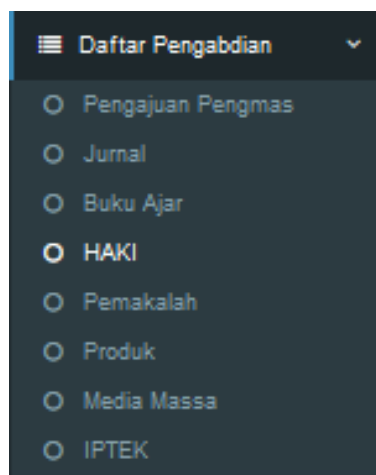 Daftar Pengabdian
Pengajuan Pengmas
Jurnal
Buku Ajar
HAKI
Pemakalah
Produk
Media Massa
IPTEK